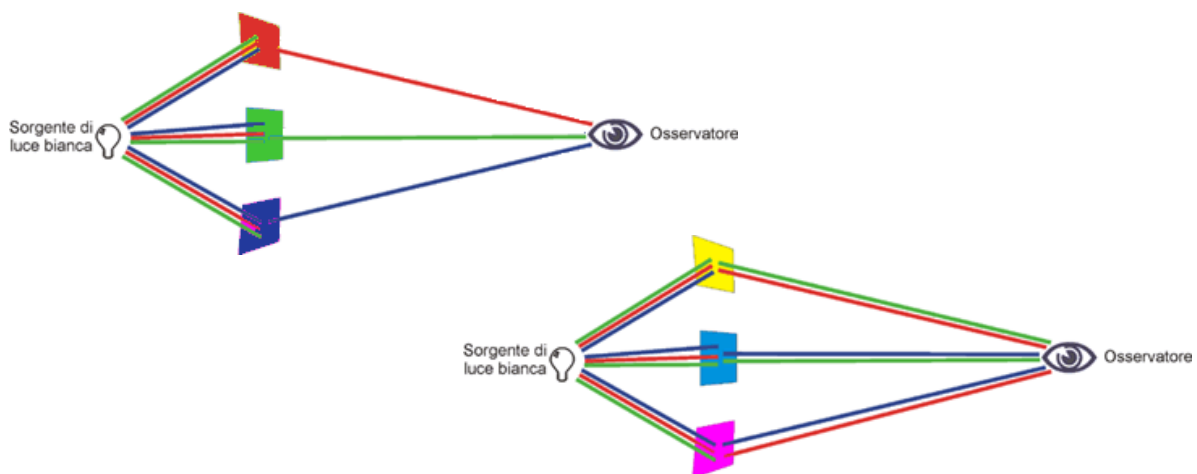 Sorgente di
luce bianca
Osservatore
Sorgente di
luce bianca
Osservatore